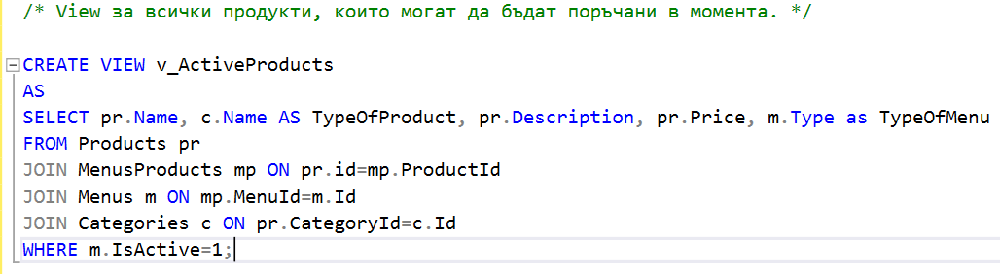 /* View за всички продукти, които могат да бъдат поръчани в момента. */
CREATE VIEW v_ActiveProducts
AS
SELECT pr.Name, c.Name AS TypeOfProduct, pr.Description, pr.Price, m.Type as TypeOfMenu
FROM Products pr
JOIN MenusProducts mp ON pr.id=mp.ProductId
JOIN Menus m ON mp.MenuId=m.Id
JOIN Categories c ON pr.CategoryId=c.Id
WHERE m.IsActive=1;